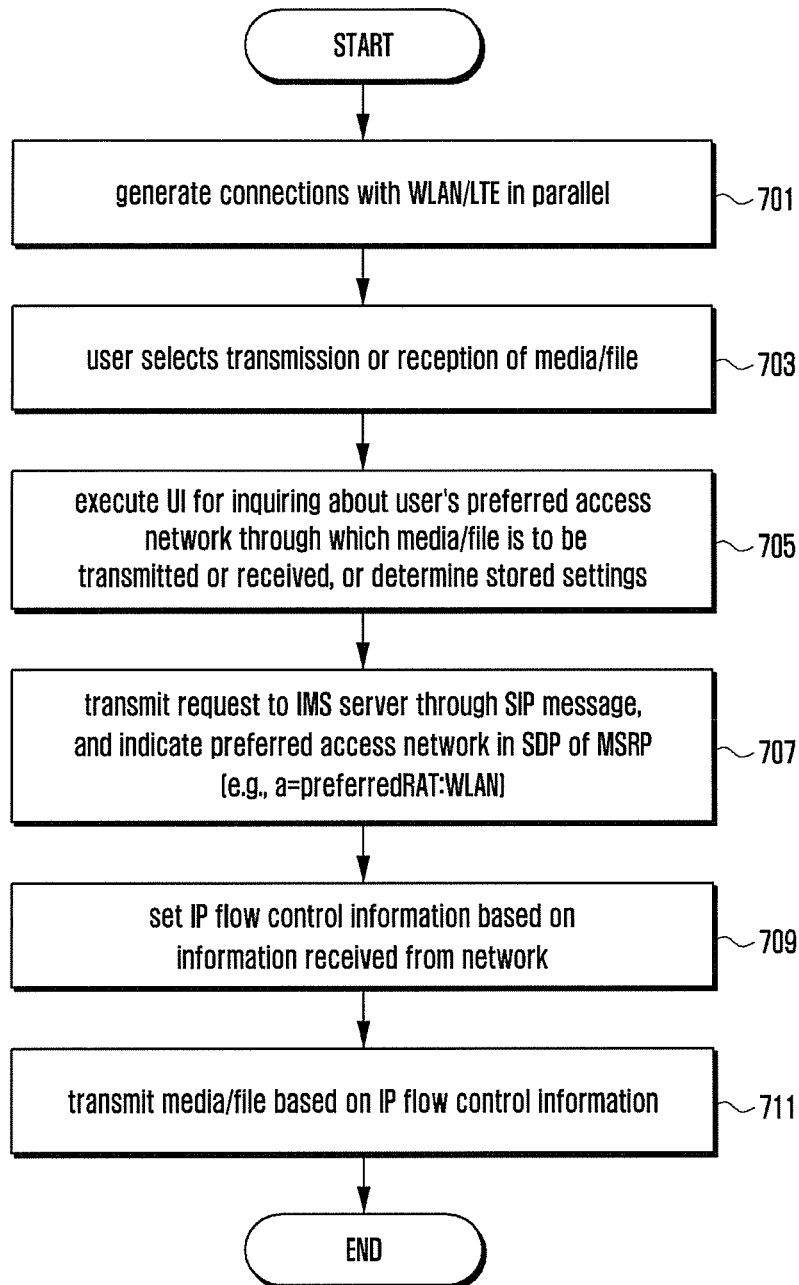 START
generate connections with WLAN/LTE in parallel
701
user selects transmission or reception of media/file
703
execute UI for inquiring about user's preferred access
network through which media/file is to be
transmitted or received, or determine stored settings
705
transmit request to IMS server through SIP message,
and indicate preferred access network in SDP of MSRP
(e.g., a=preferredRAT:WLAN)
707
set IP flow control information based on
information received from network
709
transmit media/file based on IP flow control information
711
END